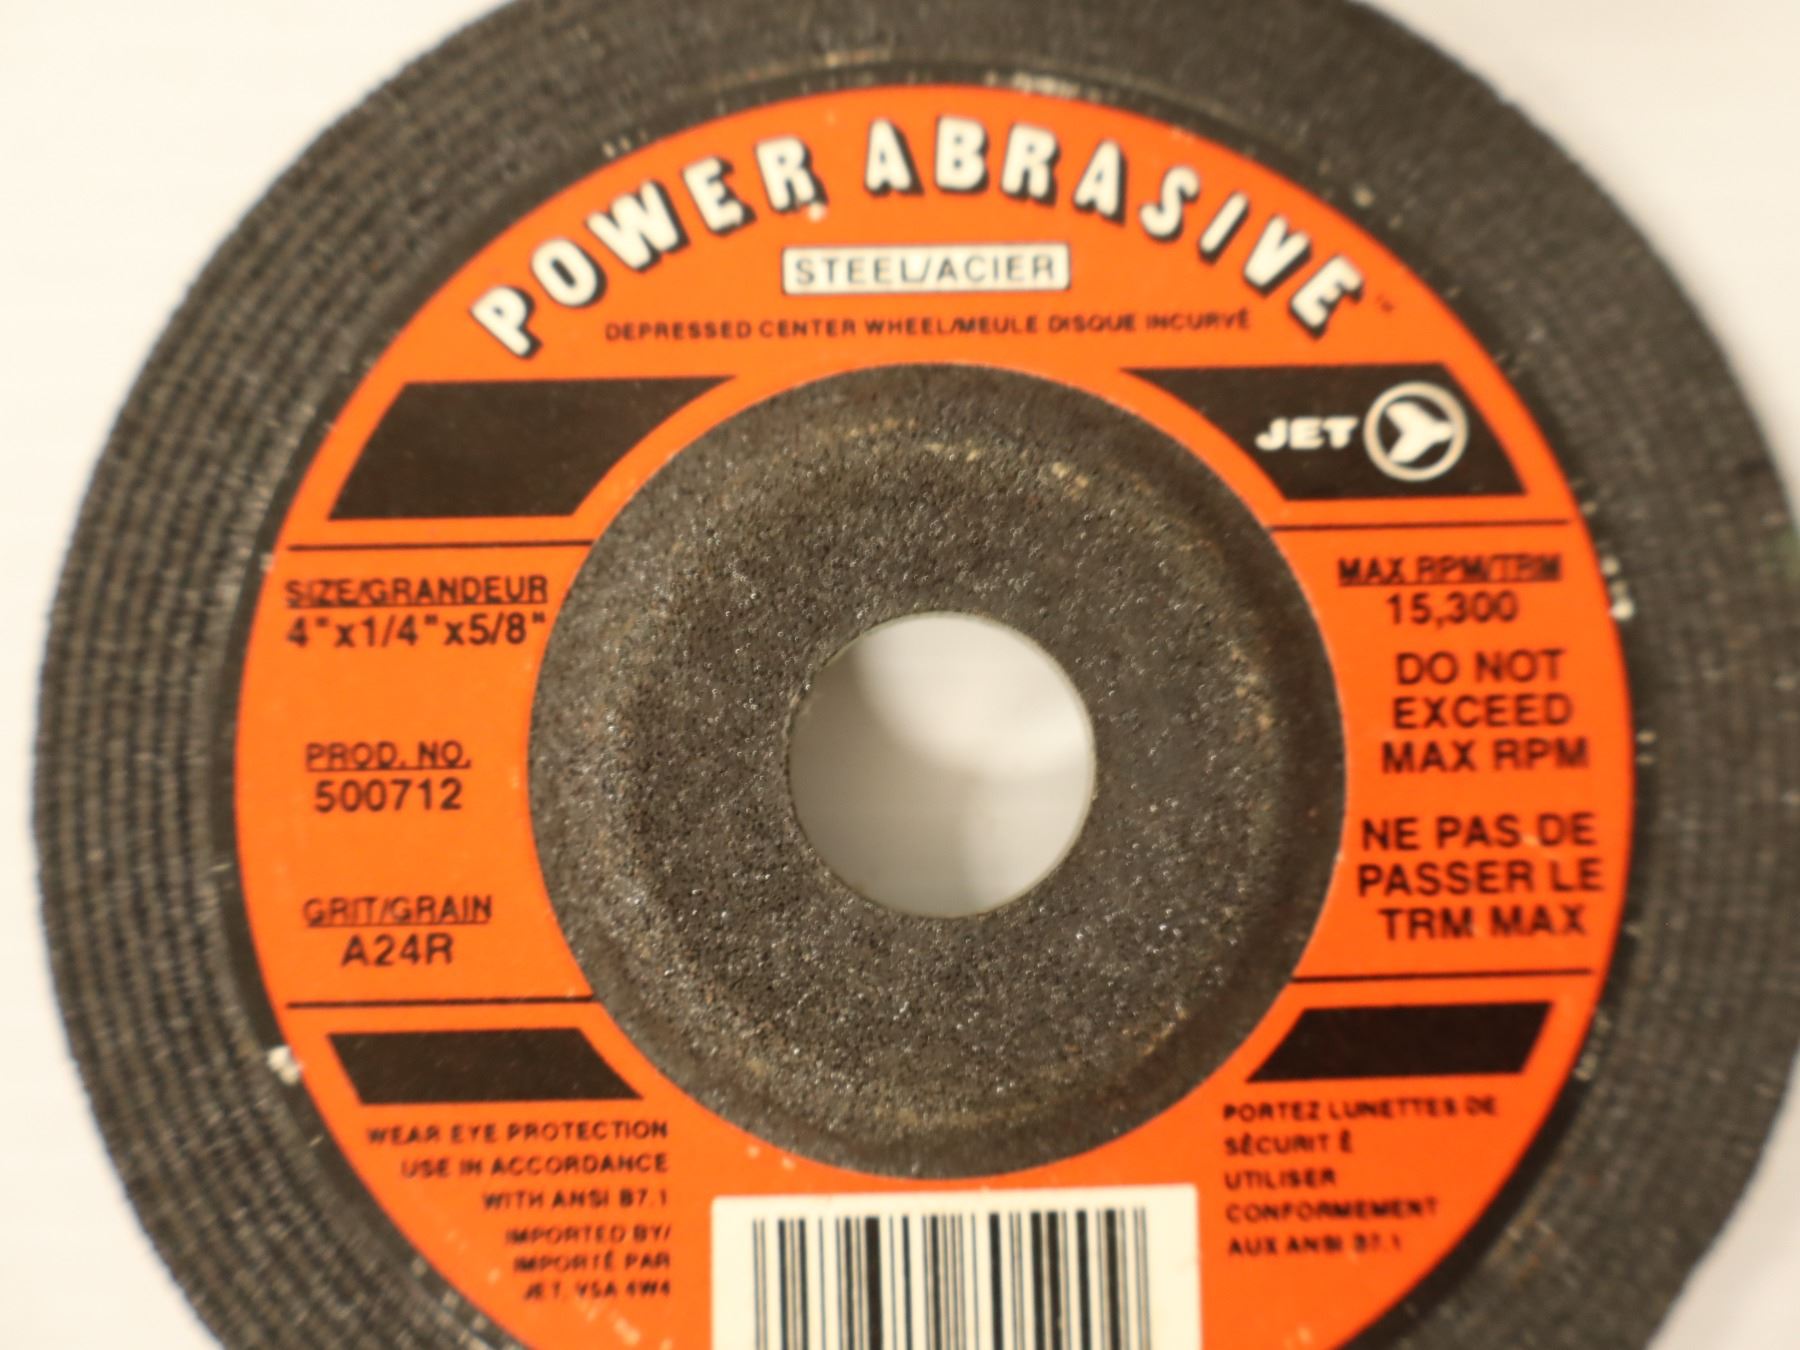 POWER ABRASIVE
STEEL/ACIER
DEPRESSED CENTER WHEEL/MEULE DISQUE INCURVÉ
JET
SIZE/GRANDEUR
4"x1/4"x5/8"
PROD. NO.
500712
GRIT/GRAIN
A24R
MAX RPM/TRM
15,300
DO NOT
EXCEED
MAX RPM
NE PAS DE
PASSER LE
TRM MAX
WEAR EYE PROTECTION
USE IN ACCORDANCE
WITH ANSI B7.1
IMPORTED BY/
IMPORTÉ PAR
JET, V5A 4W4
PORTEZ LUNETTES DE
SÉCURIT É
UTILISER
CONFORMEMENT
AUX ANSI B7.1